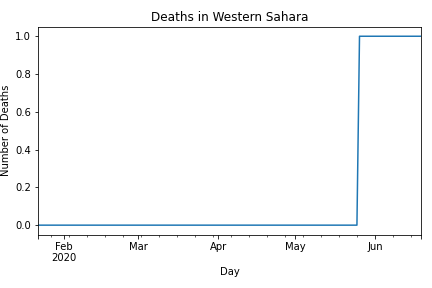 Deaths in Western Sahara
Number of Deaths
1.0
0.8
0.6
0.4
0.2
0.0
Feb
2020
Mar
Apr
May
Jun
Day